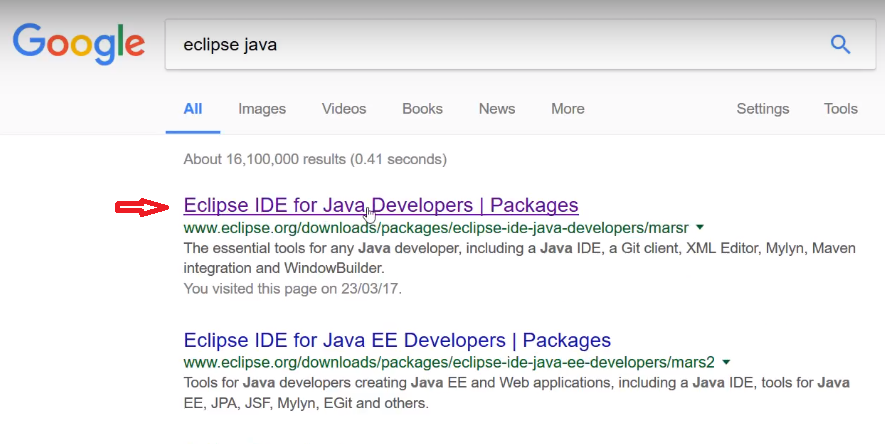 Google
eclipse java
All Images Videos Books News More Settings Tools
About 16,100,000 results (0.41 seconds)
Eclipse IDE for Java Developers | Packages
www.eclipse.org/downloads/packages/eclipse-ide-java-developers/marsr
The essential tools for any Java developer, including a Java IDE, a Git client, XML Editor, Mylyn, Maven
integration and WindowBuilder.
You visited this page on 23/03/17.
Eclipse IDE for Java EE Developers | Packages
www.eclipse.org/downloads/packages/eclipse-ide-java-ee-developers/mars2
Tools for Java developers creating Java EE and Web applications, including a Java IDE, tools for Java
EE, JPA, JSF, Mylyn, EGit and others.